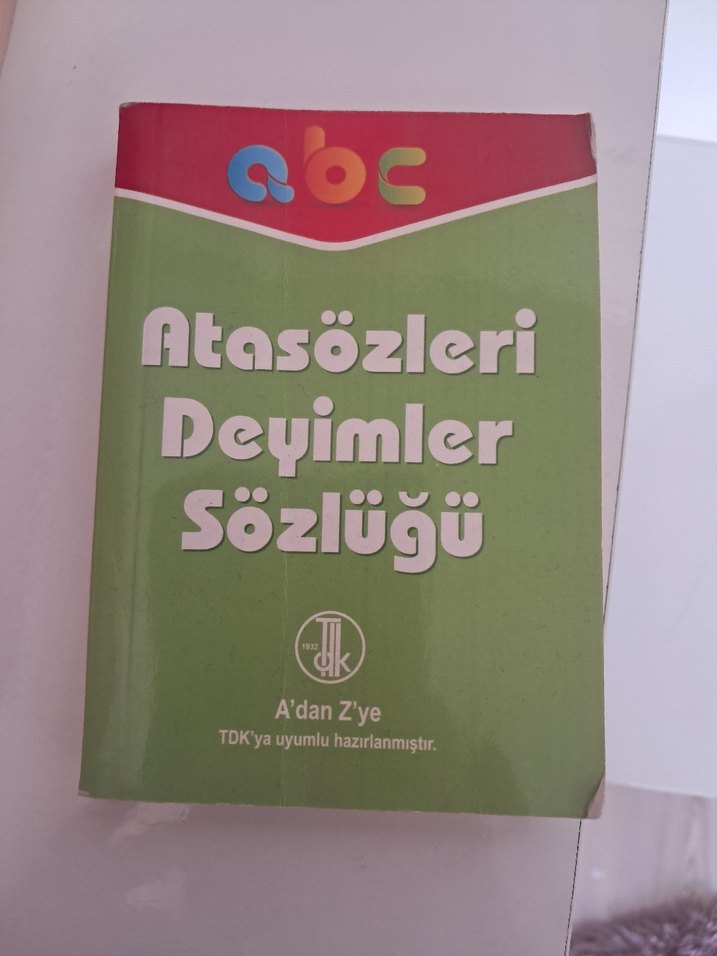 abc
Atasözleri
Deyimler
Sözlüğü
1932
Tdk
A'dan Z'ye
TDK'ya uyumlu hazırlanmıştır.